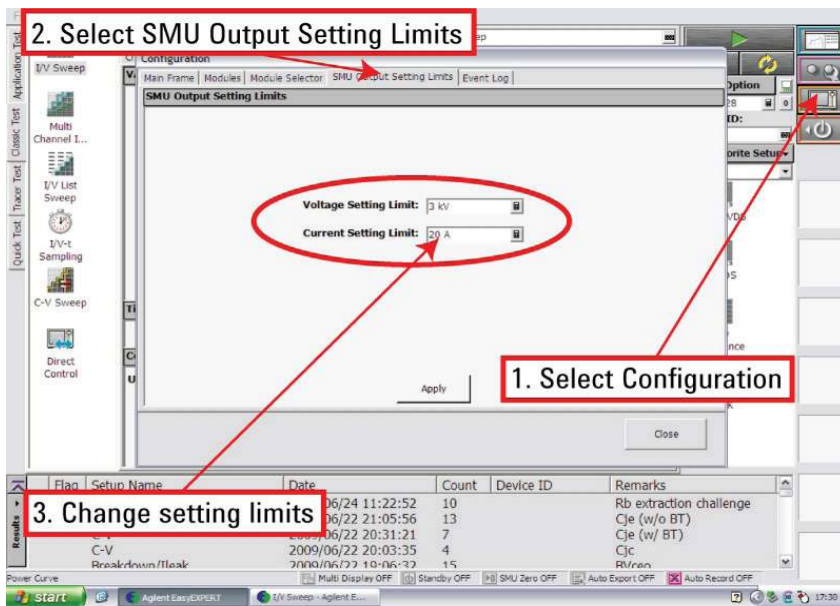 2. Select SMU Output Setting Limits
Configuration
Main Frame
Modules
Module Selector
SMU Output Setting Limits
Event Log
SMU Output Setting Limits
Application Test
Classic Test
Tracer Test
Quick Test
I/V Sweep
Multi
Channel I...
I/V List
Sweep
I/V-t
Sampling
C-V Sweep
Direct
Control
Voltage Setting Limit: 3 kV
Current Setting Limit: 20 A
Apply
Close
1. Select Configuration
3. Change setting limits
Results
Flag Setup Name Date Count Device ID Remarks
06/24 11:22:52 10 Rb extraction challenge
06/22 21:05:56 13 Cje (w/o BT)
2009/06/22 20:31:21 7 Cje (w/ BT)
C-V 2009/06/22 20:03:35 4 Cjc
Breakdown/Ileak 2009/06/22 19:06:32 15 BVceo
Power Curve
Multi Display OFF
Standby OFF
SMU Zero OFF
Auto Export OFF
Auto Record OFF
start
Agilent EasyEXPERT
I/V Sweep - Agilent E...
17:38